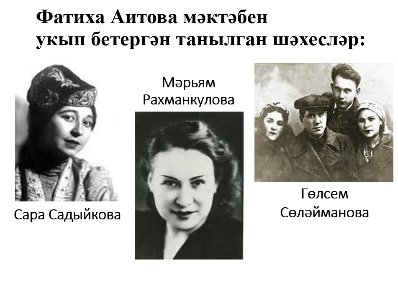 Фатиха Аитова мәктәбен
укып бетергән танылган шәхесләр:
Мәрьям
Рахманкулова
Сара Садыйкова
Гөлсем
Сөләйманова